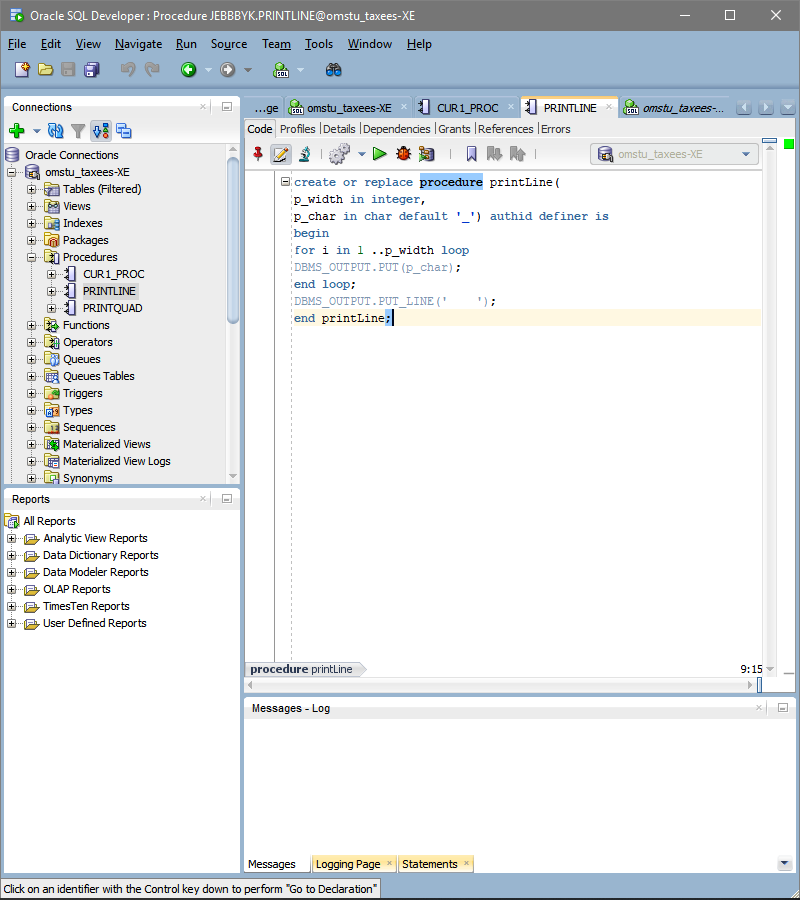 Oracle SQL Developer : Procedure JEBBBYK.PRINTLINE@omstu_taxees-XE
File Edit View Navigate Run Source Team Tools Window Help
Connections
Oracle Connections
omstu_taxees-XE
Tables (Filtered)
Views
Indexes
Packages
Procedures
CUR1_PROC
PRINTLINE
PRINTQUAD
Functions
Operators
Queues
Queues Tables
Triggers
Types
Sequences
Materialized Views
Materialized View Logs
Synonyms
Reports
All Reports
Analytic View Reports
Data Dictionary Reports
Data Modeler Reports
OLAP Reports
TimesTen Reports
User Defined Reports
...ge omstu_taxees-XE CUR1_PROC PRINTLINE omstu_taxees-...
Code Profiles Details Dependencies Grants References Errors
omstu_taxees-XE
create or replace procedure printLine(
p_width in integer,
p_char in char default '_') authid definer is
begin
for i in 1 ..p_width loop
DBMS_OUTPUT.PUT(p_char);
end loop;
DBMS_OUTPUT.PUT_LINE('    ');
end printLine;
procedure printLine 9:15
Messages - Log
Messages Logging Page Statements
Click on an identifier with the Control key down to perform "Go to Declaration"